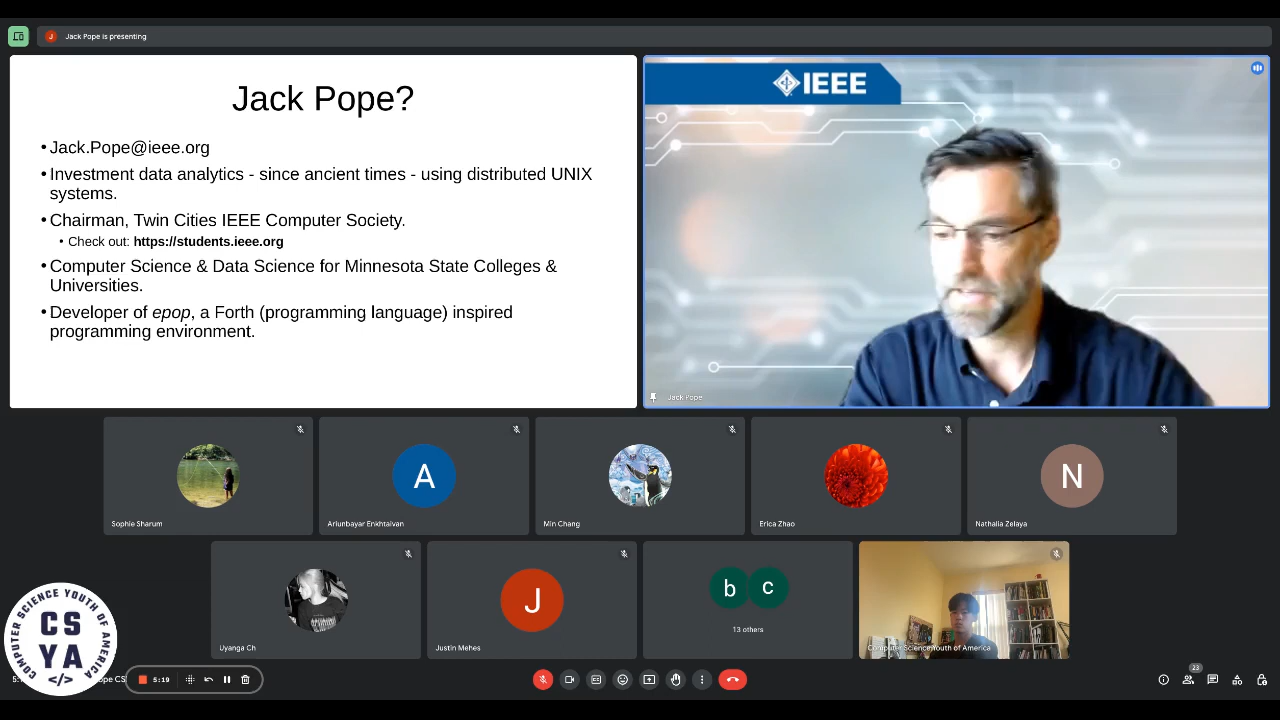 J Jack Pope is presenting
Jack Pope?
• Jack.Pope@ieee.org
• Investment data analytics - since ancient times - using distributed UNIX
systems.
• Chairman, Twin Cities IEEE Computer Society.
• Check out: https://students.ieee.org
• Computer Science & Data Science for Minnesota State Colleges &
Universities.
• Developer of epop, a Forth (programming language) inspired
programming environment.
IEEE
Jack Pope
Sophie Sharum
A
Ariunbayar Enkhtaivan
Min Chang
Erica Zhao
N
Nathalia Zelaya
Uyanga Ch
J
Justin Mehes
b c
13 others
Computer Science Youth of America
COMPUTER SCIENCE YOUTH OF AMERICA
CS
YA
</>
5:19
23